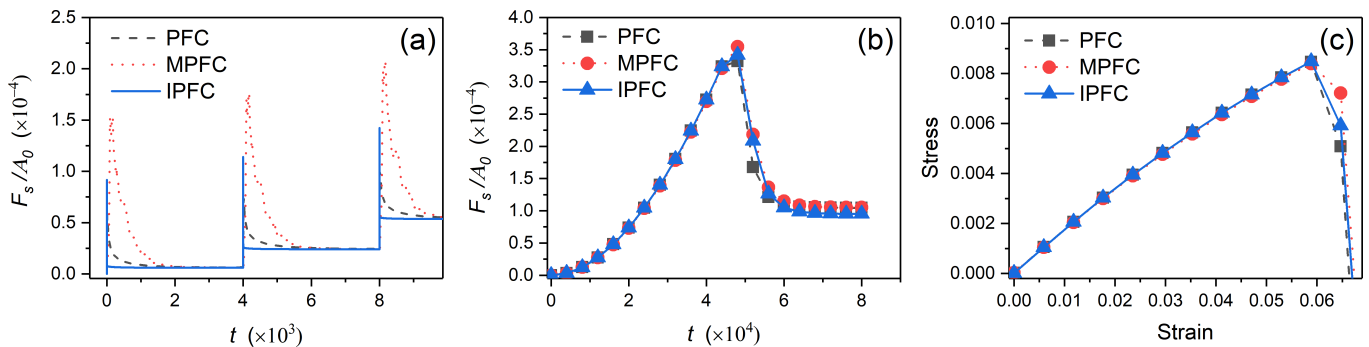 (a)
PFC
MPFC
IPFC
2.5
2.0
1.5
1.0
0.5
0.0
F_s/A_0 (×10⁻⁴)
0 2 4 6 8
t (×10³)
(b)
PFC
MPFC
IPFC
4.0
3.5
3.0
2.5
2.0
1.5
1.0
0.5
0.0
F_s/A_0 (×10⁻⁴)
0 2 4 6 8
t (×10⁴)
(c)
PFC
MPFC
IPFC
0.010
0.008
0.006
0.004
0.002
0.000
Stress
0.00 0.01 0.02 0.03 0.04 0.05 0.06
Strain